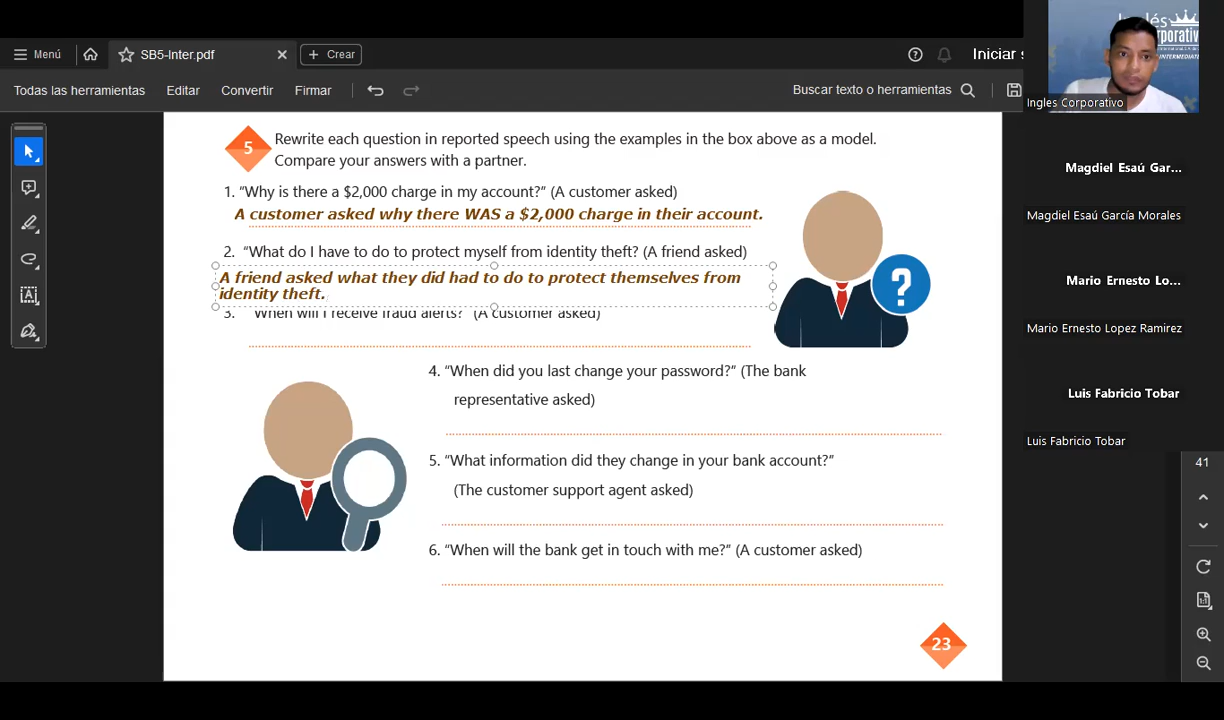 Menú
SB5-Inter.pdf
Crear
Iniciar s
Todas las herramientas
Editar
Convertir
Firmar
Buscar texto o herramientas
5
Rewrite each question in reported speech using the examples in the box above as a model.
Compare your answers with a partner.
1. “Why is there a $2,000 charge in my account?” (A customer asked)
A customer asked why there WAS a $2,000 charge in their account.
2. “What do I have to do to protect myself from identity theft? (A friend asked)
A friend asked what they did had to do to protect themselves from
identity theft.
3. “When will I receive fraud alerts?” (A customer asked)
?
4. “When did you last change your password?” (The bank
representative asked)
5. “What information did they change in your bank account?”
(The customer support agent asked)
6. “When will the bank get in touch with me?” (A customer asked)
23
Ingles Corporativo
Magdiel Esaú Gar...
Magdiel Esaú García Morales
Mario Ernesto Lo...
Mario Ernesto Lopez Ramirez
Luis Fabricio Tobar
Luis Fabricio Tobar
41
1:1